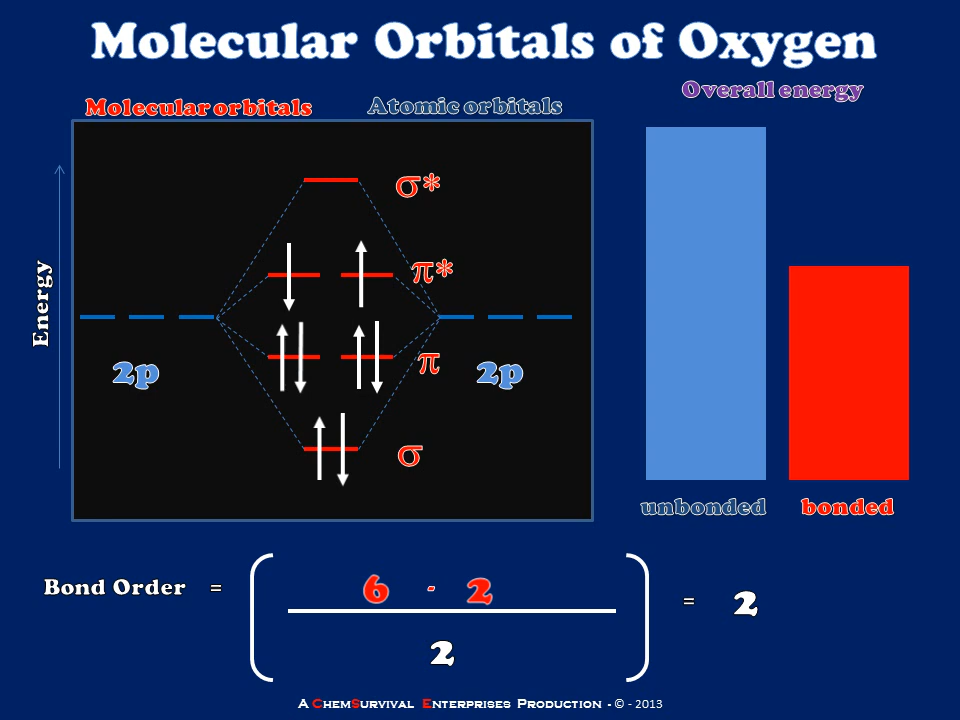 Molecular Orbitals of Oxygen
Overall energy
Molecular orbitals Atomic orbitals
σ*
π*
Energy
2p π 2p
σ
unbonded bonded
Bond Order = 6 - 2 = 2
2
A ChemSurvival Enterprises Production - © - 2013